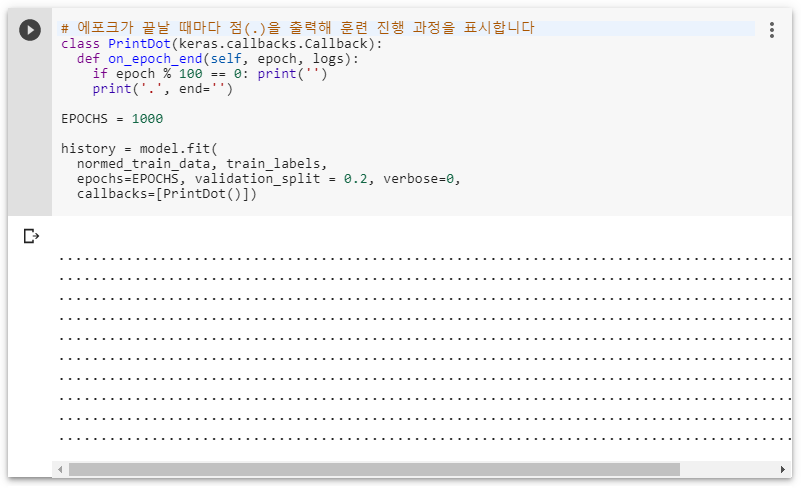 # 에포크가 끝날 때마다 점(.)을 출력해 훈련 진행 과정을 표시합니다
class PrintDot(keras.callbacks.Callback):
  def on_epoch_end(self, epoch, logs):
    if epoch % 100 == 0: print('')
    print('.', end='')

EPOCHS = 1000

history = model.fit(
  normed_train_data, train_labels,
  epochs=EPOCHS, validation_split = 0.2, verbose=0,
  callbacks=[PrintDot()])

........................................................................................
........................................................................................
........................................................................................
........................................................................................
........................................................................................
........................................................................................
........................................................................................
........................................................................................
........................................................................................
........................................................................................